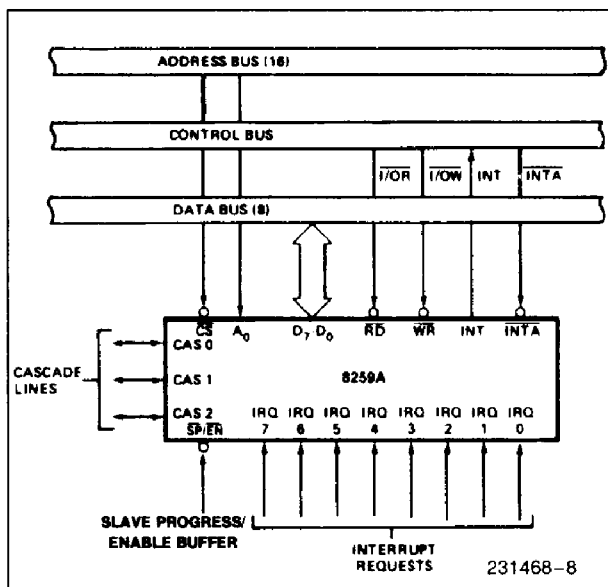 ADDRESS BUS (16)
CONTROL BUS
I/OR I/OW INT INTA
DATA BUS (8)
CS A0 D7-D0 RD WR INT INTA
CAS 0
CASCADE LINES
CAS 1
8259A
CAS 2
SP/EN
IRQ 7 IRQ 6 IRQ 5 IRQ 4 IRQ 3 IRQ 2 IRQ 1 IRQ 0
SLAVE PROGRESS/
ENABLE BUFFER
INTERRUPT
REQUESTS
231468-8